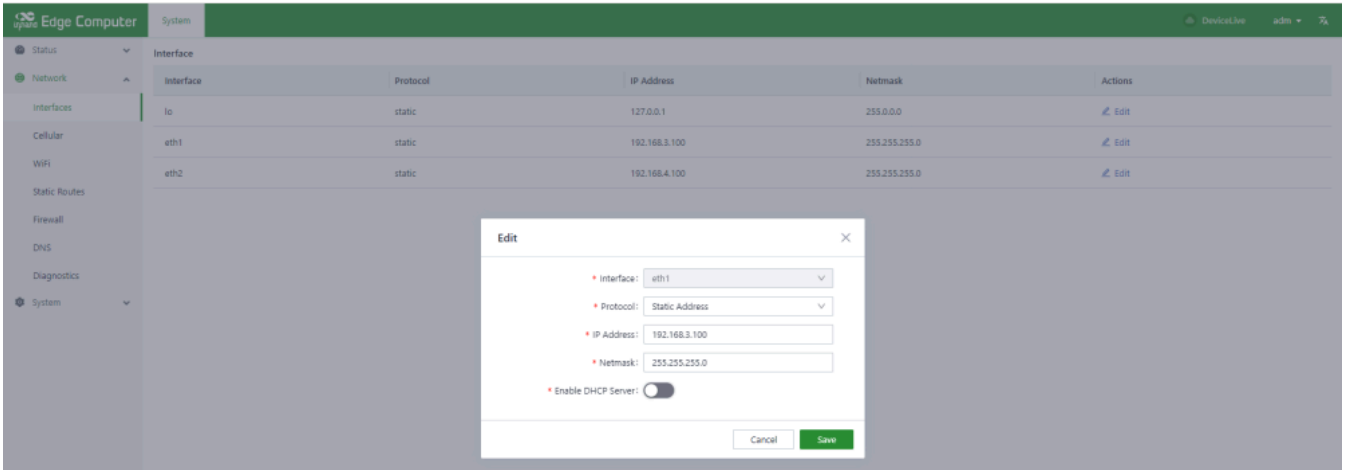 Edge Computer System DeviceLive adm
Status
Network
Interfaces
Cellular
WiFi
Static Routes
Firewall
DNS
Diagnostics
System
Interface
Interface Protocol IP Address Netmask Actions
lo static 127.0.0.1 255.0.0.0 Edit
eth1 static 192.168.3.100 255.255.255.0 Edit
eth2 static 192.168.4.100 255.255.255.0 Edit
Edit
* Interface: eth1
* Protocol: Static Address
* IP Address: 192.168.3.100
* Netmask: 255.255.255.0
* Enable DHCP Server:
Cancel Save